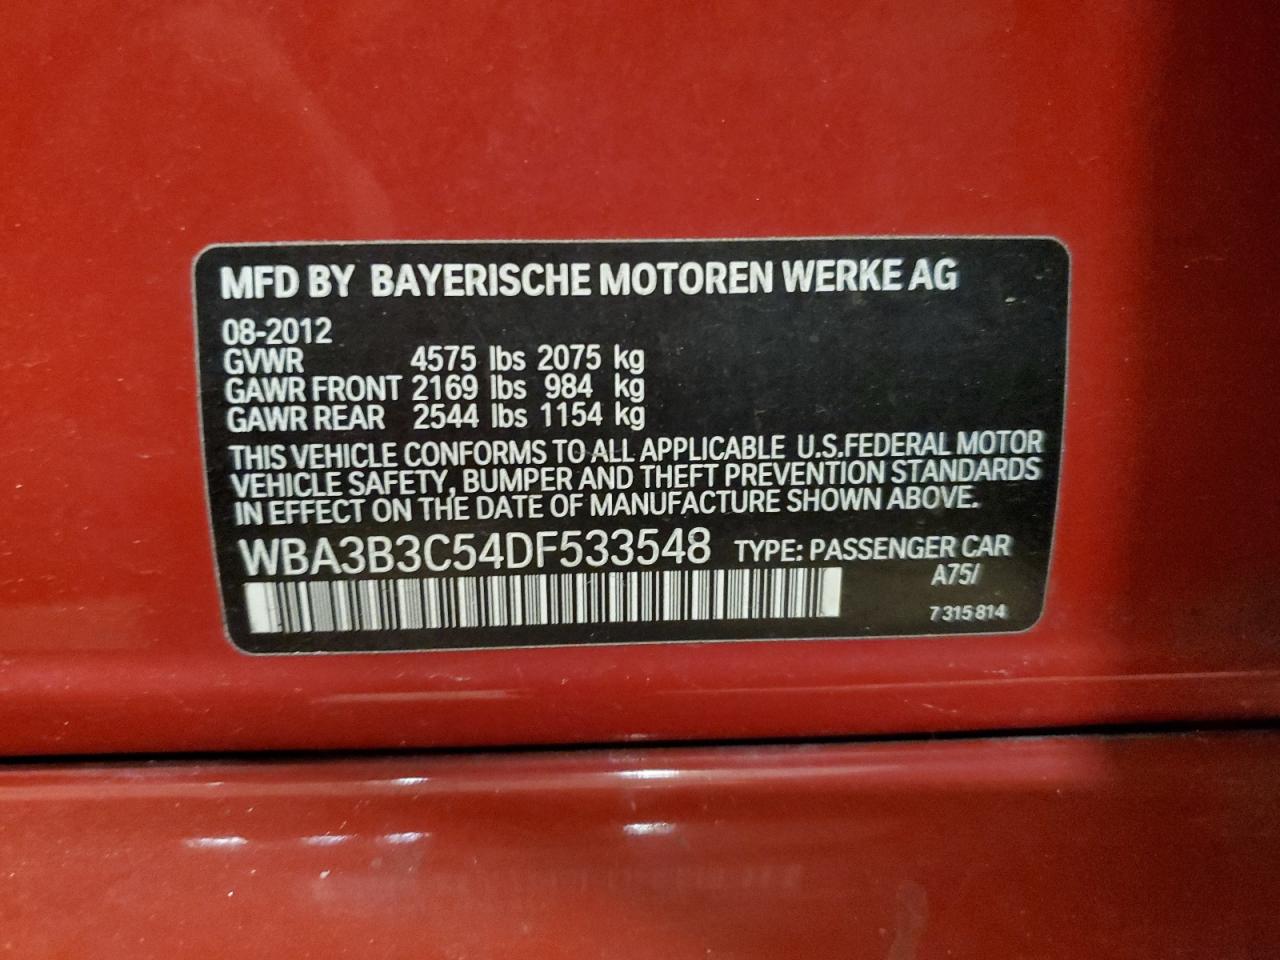 MFD BY BAYERISCHE MOTOREN WERKE AG
08-2012
GVWR 4575 lbs 2075 kg
GAWR FRONT 2169 lbs 984 kg
GAWR REAR 2544 lbs 1154 kg
THIS VEHICLE CONFORMS TO ALL APPLICABLE U.S.FEDERAL MOTOR
VEHICLE SAFETY, BUMPER AND THEFT PREVENTION STANDARDS
IN EFFECT ON THE DATE OF MANUFACTURE SHOWN ABOVE.
WBA3B3C54DF533548 TYPE: PASSENGER CAR
A75/
7 315 814